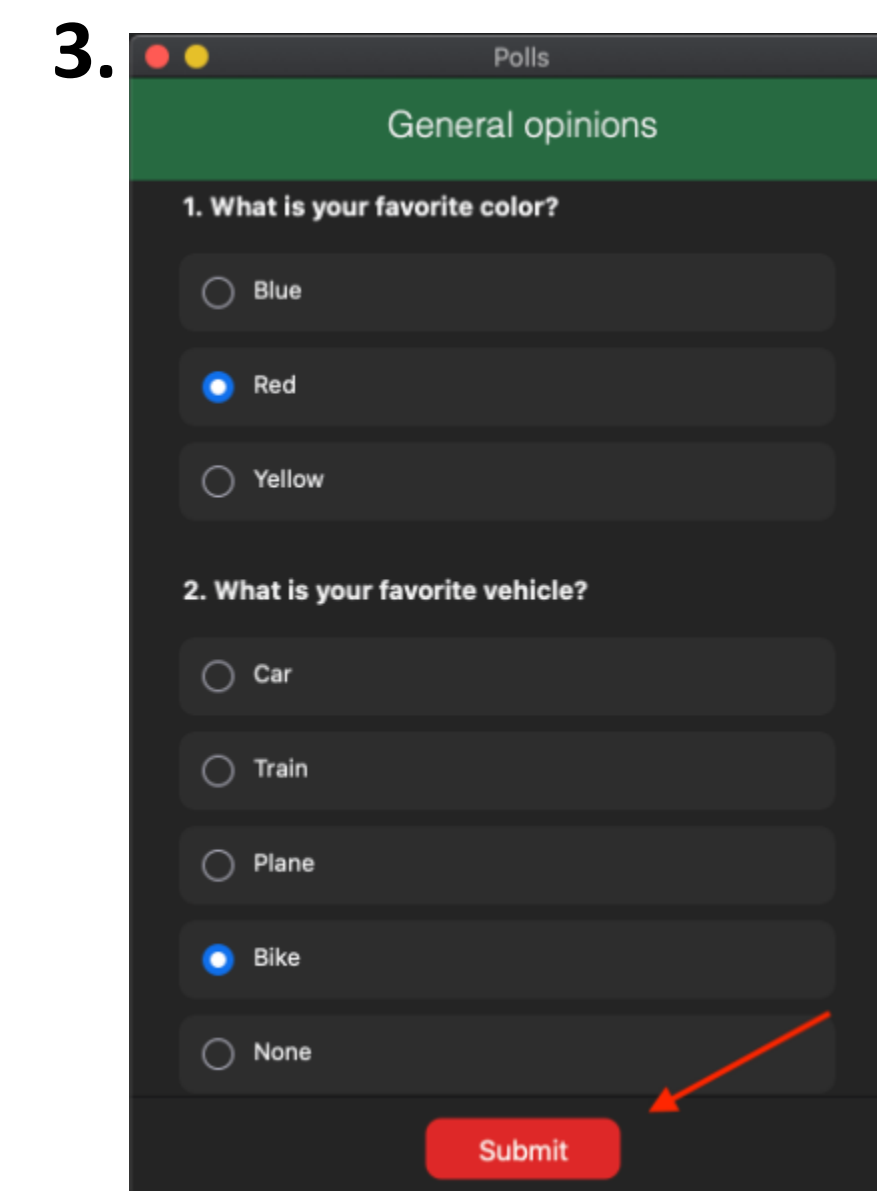 3.
Polls
General opinions
1. What is your favorite color?
Blue
Red
Yellow
2. What is your favorite vehicle?
Car
Train
Plane
Bike
None
Submit